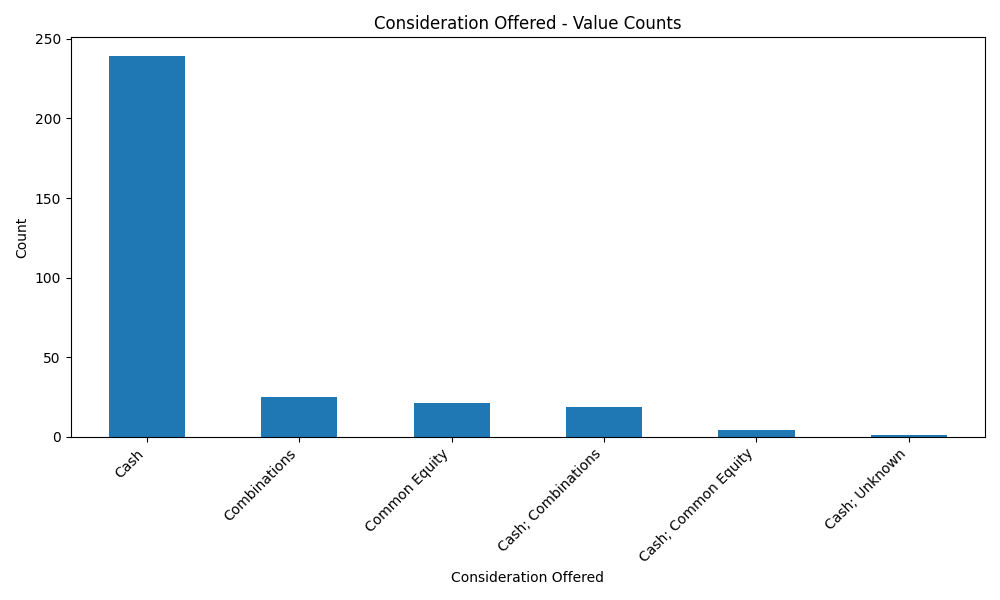 Consideration Offered - Value Counts
250
200
150
100
50
0
Count
Cash
Combinations
Common Equity
Cash; Combinations
Cash; Common Equity
Cash; Unknown
Consideration Offered